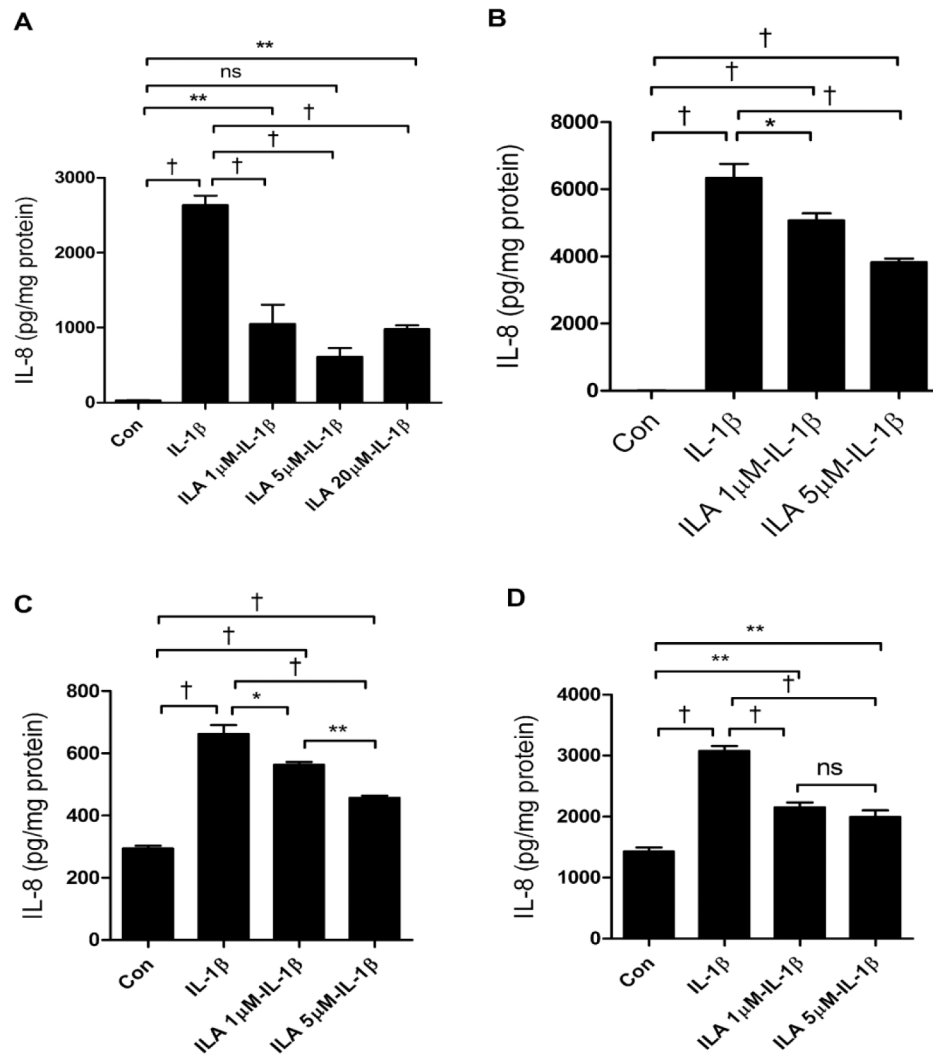 A
**
ns
**
†
†
†
†
IL-8 (pg/mg protein)
3000
2000
1000
0
Con
IL-1β
ILA 1μM-IL-1β
ILA 5μM-IL-1β
ILA 20μM-IL-1β
B
†
†
†
†
*
IL-8 (pg/mg protein)
8000
6000
4000
2000
0
Con
IL-1β
ILA 1μM-IL-1β
ILA 5μM-IL-1β
C
†
†
†
†
*
**
IL-8 (pg/mg protein)
800
600
400
200
0
Con
IL-1β
ILA 1μM-IL-1β
ILA 5μM-IL-1β
D
**
**
†
†
†
ns
IL-8 (pg/mg protein)
4000
3000
2000
1000
0
Con
IL-1β
ILA 1μM-IL-1β
ILA 5μM-IL-1β